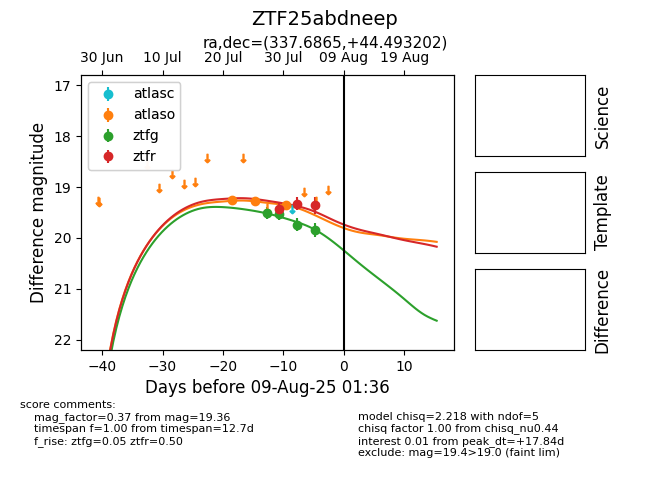 ZTF25abdneep
ra,dec=(337.6865,+44.493202)
30 Jun 10 Jul 20 Jul 30 Jul 09 Aug 19 Aug
17
18
19
20
21
22
Difference magnitude
atlasc
atlaso
ztfg
ztfr
−40 −30 −20 −10 0 10
Days before 09-Aug-25 01:36
Science
Template
Difference
score comments:
mag_factor=0.37 from mag=19.36
timespan f=1.00 from timespan=12.7d
f_rise: ztfg=0.05 ztfr=0.50
model chisq=2.218 with ndof=5
chisq factor 1.00 from chisq_nu0.44
interest 0.01 from peak_dt=+17.84d
exclude: mag=19.4>19.0 (faint lim)